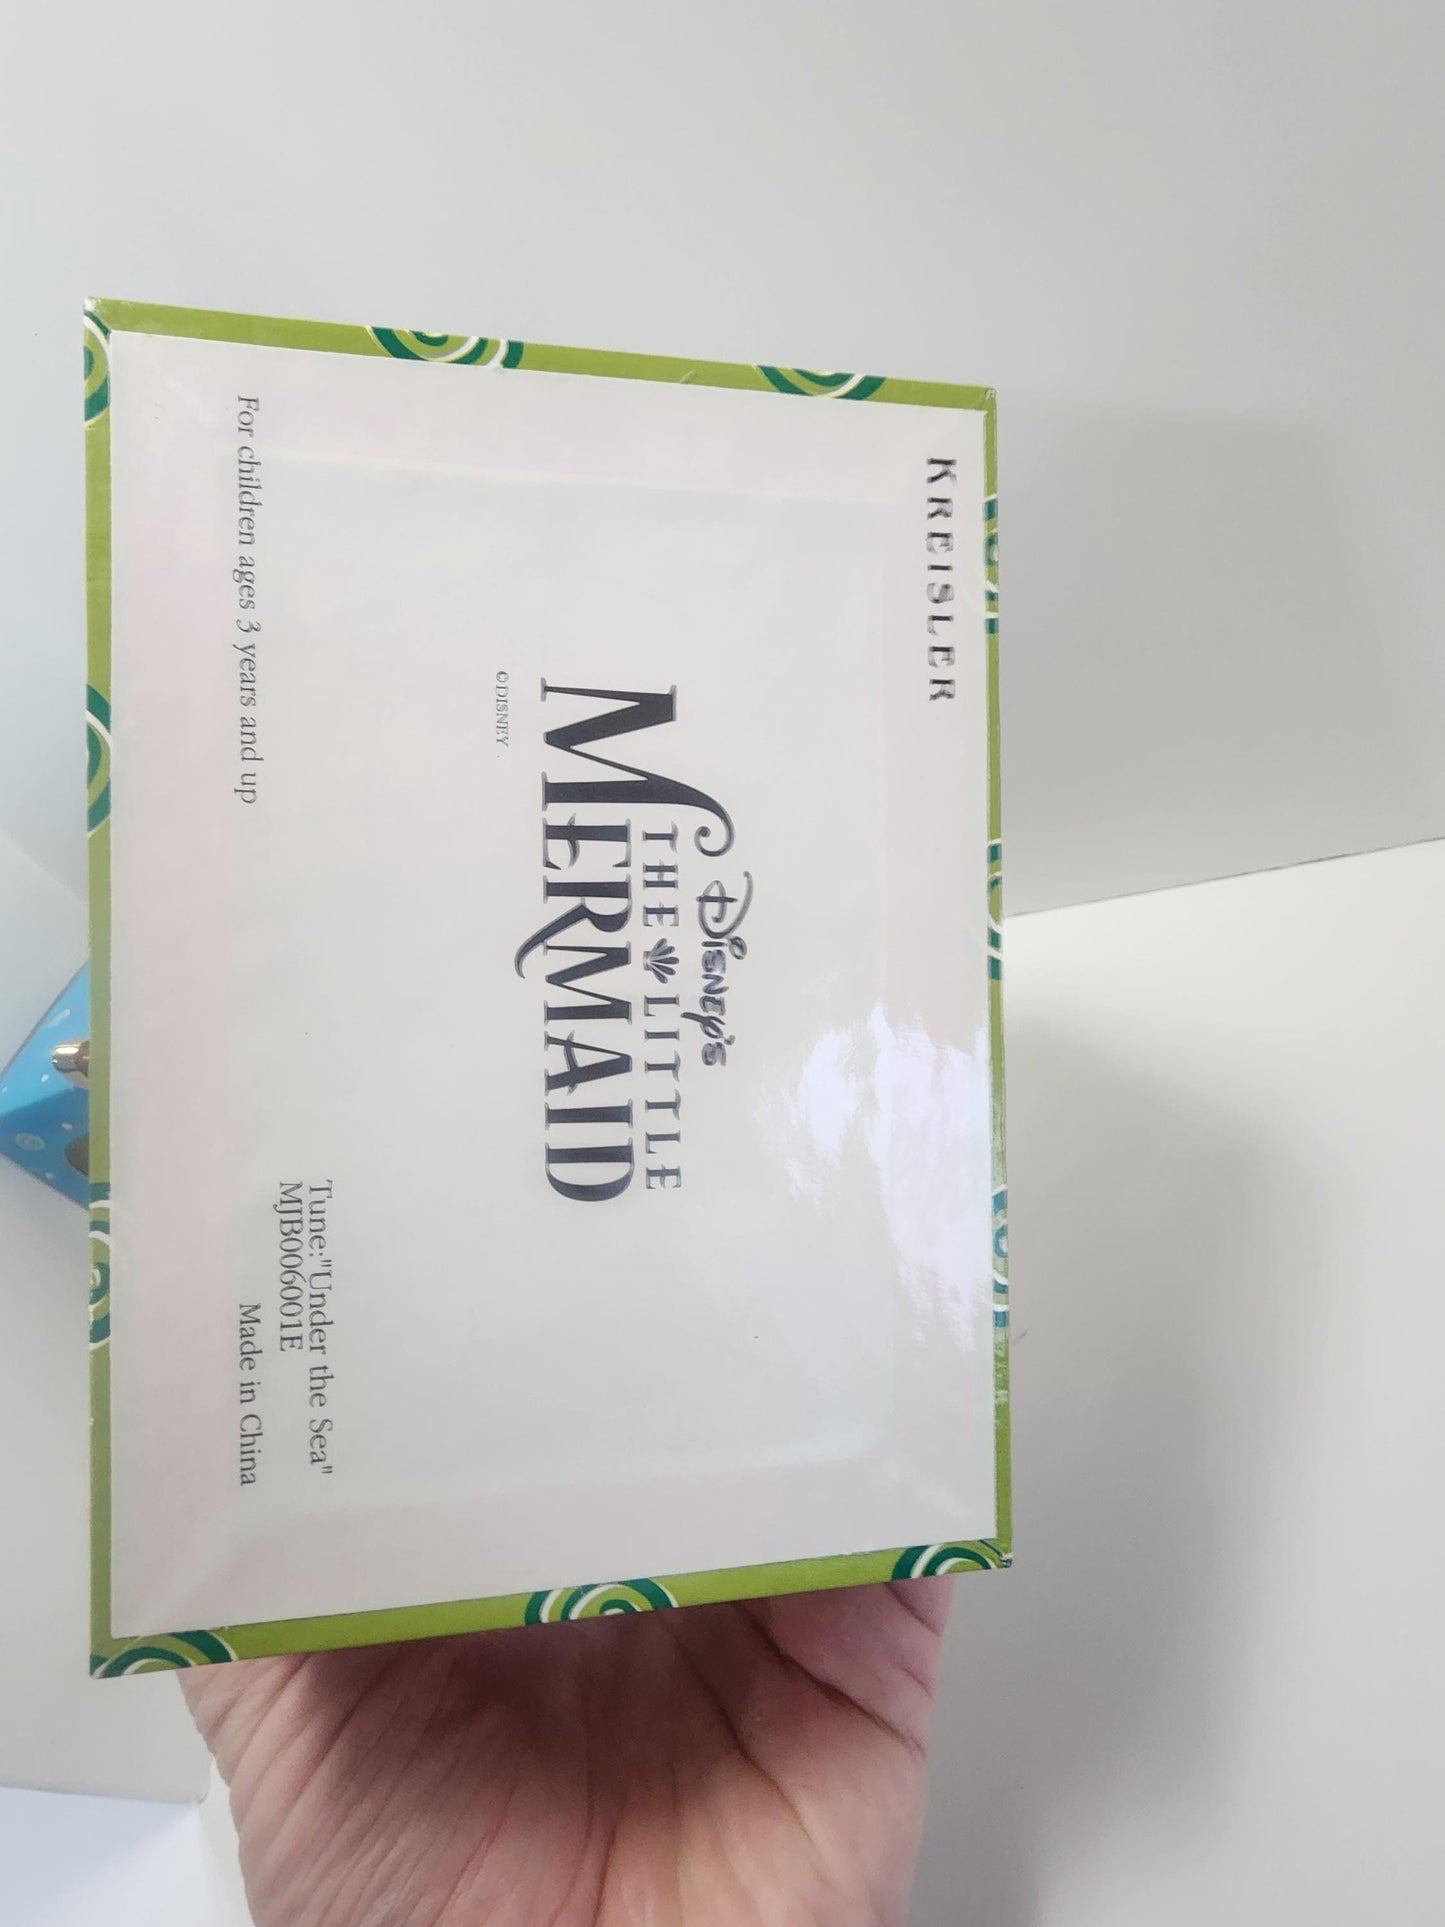 KREISLER
DISNEY'S
THE LITTLE
MERMAID
©DISNEY
For children ages 3 years and up
Tune:"Under the Sea"
MJB006001E
Made in China